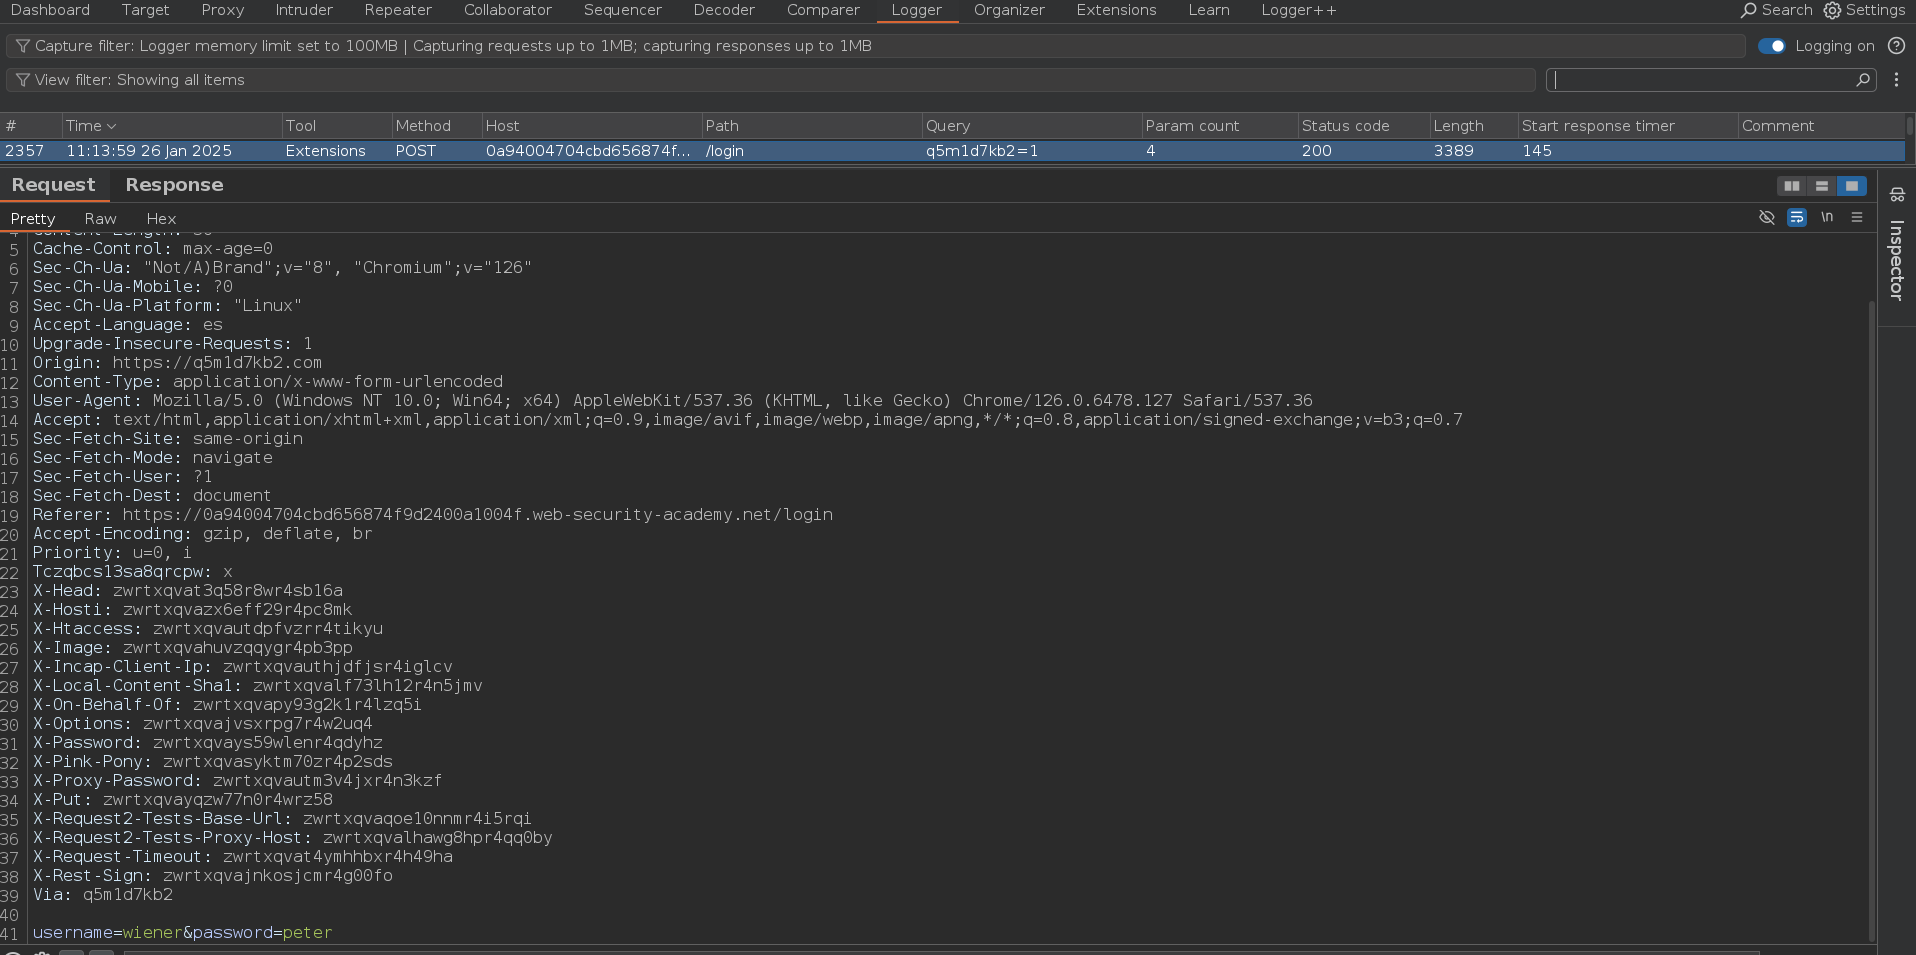 Dashboard Target Proxy Intruder Repeater Collaborator Sequencer Decoder Comparer Logger Organizer Extensions Learn Logger++ Search Settings
Capture filter: Logger memory limit set to 100MB | Capturing requests up to 1MB; capturing responses up to 1MB Logging on
View filter: Showing all items
# Time Tool Method Host Path Query Param count Status code Length Start response timer Comment
2357 11:13:59 26 Jan 2025 Extensions POST 0a94004704cbd656874f... /login q5m1d7kb2=1 4 200 3389 145
Request Response
Pretty Raw Hex \n
Inspector
5 Cache-Control: max-age=0
6 Sec-Ch-Ua: "Not/A)Brand";v="8", "Chromium";v="126"
7 Sec-Ch-Ua-Mobile: ?0
8 Sec-Ch-Ua-Platform: "Linux"
9 Accept-Language: es
10 Upgrade-Insecure-Requests: 1
11 Origin: https://q5m1d7kb2.com
12 Content-Type: application/x-www-form-urlencoded
13 User-Agent: Mozilla/5.0 (Windows NT 10.0; Win64; x64) AppleWebKit/537.36 (KHTML, like Gecko) Chrome/126.0.6478.127 Safari/537.36
14 Accept: text/html,application/xhtml+xml,application/xml;q=0.9,image/avif,image/webp,image/apng,*/*;q=0.8,application/signed-exchange;v=b3;q=0.7
15 Sec-Fetch-Site: same-origin
16 Sec-Fetch-Mode: navigate
17 Sec-Fetch-User: ?1
18 Sec-Fetch-Dest: document
19 Referer: https://0a94004704cbd656874f9d2400a1004f.web-security-academy.net/login
20 Accept-Encoding: gzip, deflate, br
21 Priority: u=0, i
22 Tczqbcs13sa8qrcpw: x
23 X-Head: zwrtxqvat3q58r8wr4sb16a
24 X-Hosti: zwrtxqvazx6eff29r4pc8mk
25 X-Htaccess: zwrtxqvautdpfvzrr4tikyu
26 X-Image: zwrtxqvahuvzqqygr4pb3pp
27 X-Incap-Client-Ip: zwrtxqvauthjdfjsr4iglcv
28 X-Local-Content-Sha1: zwrtxqvalf73lh12r4n5jmv
29 X-On-Behalf-Of: zwrtxqvapy93g2k1r4lzq5i
30 X-Options: zwrtxqvajvsxrpg7r4w2uq4
31 X-Password: zwrtxqvays59wlenr4qdyhz
32 X-Pink-Pony: zwrtxqvasyktm70zr4p2sds
33 X-Proxy-Password: zwrtxqvautm3v4jxr4n3kzf
34 X-Put: zwrtxqvayqzw77n0r4wrz58
35 X-Request2-Tests-Base-Url: zwrtxqvaqoe10nnmr4i5rqi
36 X-Request2-Tests-Proxy-Host: zwrtxqvalhawg8hpr4qq0by
37 X-Request-Timeout: zwrtxqvat4ymhhbxr4h49ha
38 X-Rest-Sign: zwrtxqvajnkosjcmr4g00fo
39 Via: q5m1d7kb2
40
41 username=wiener&password=peter